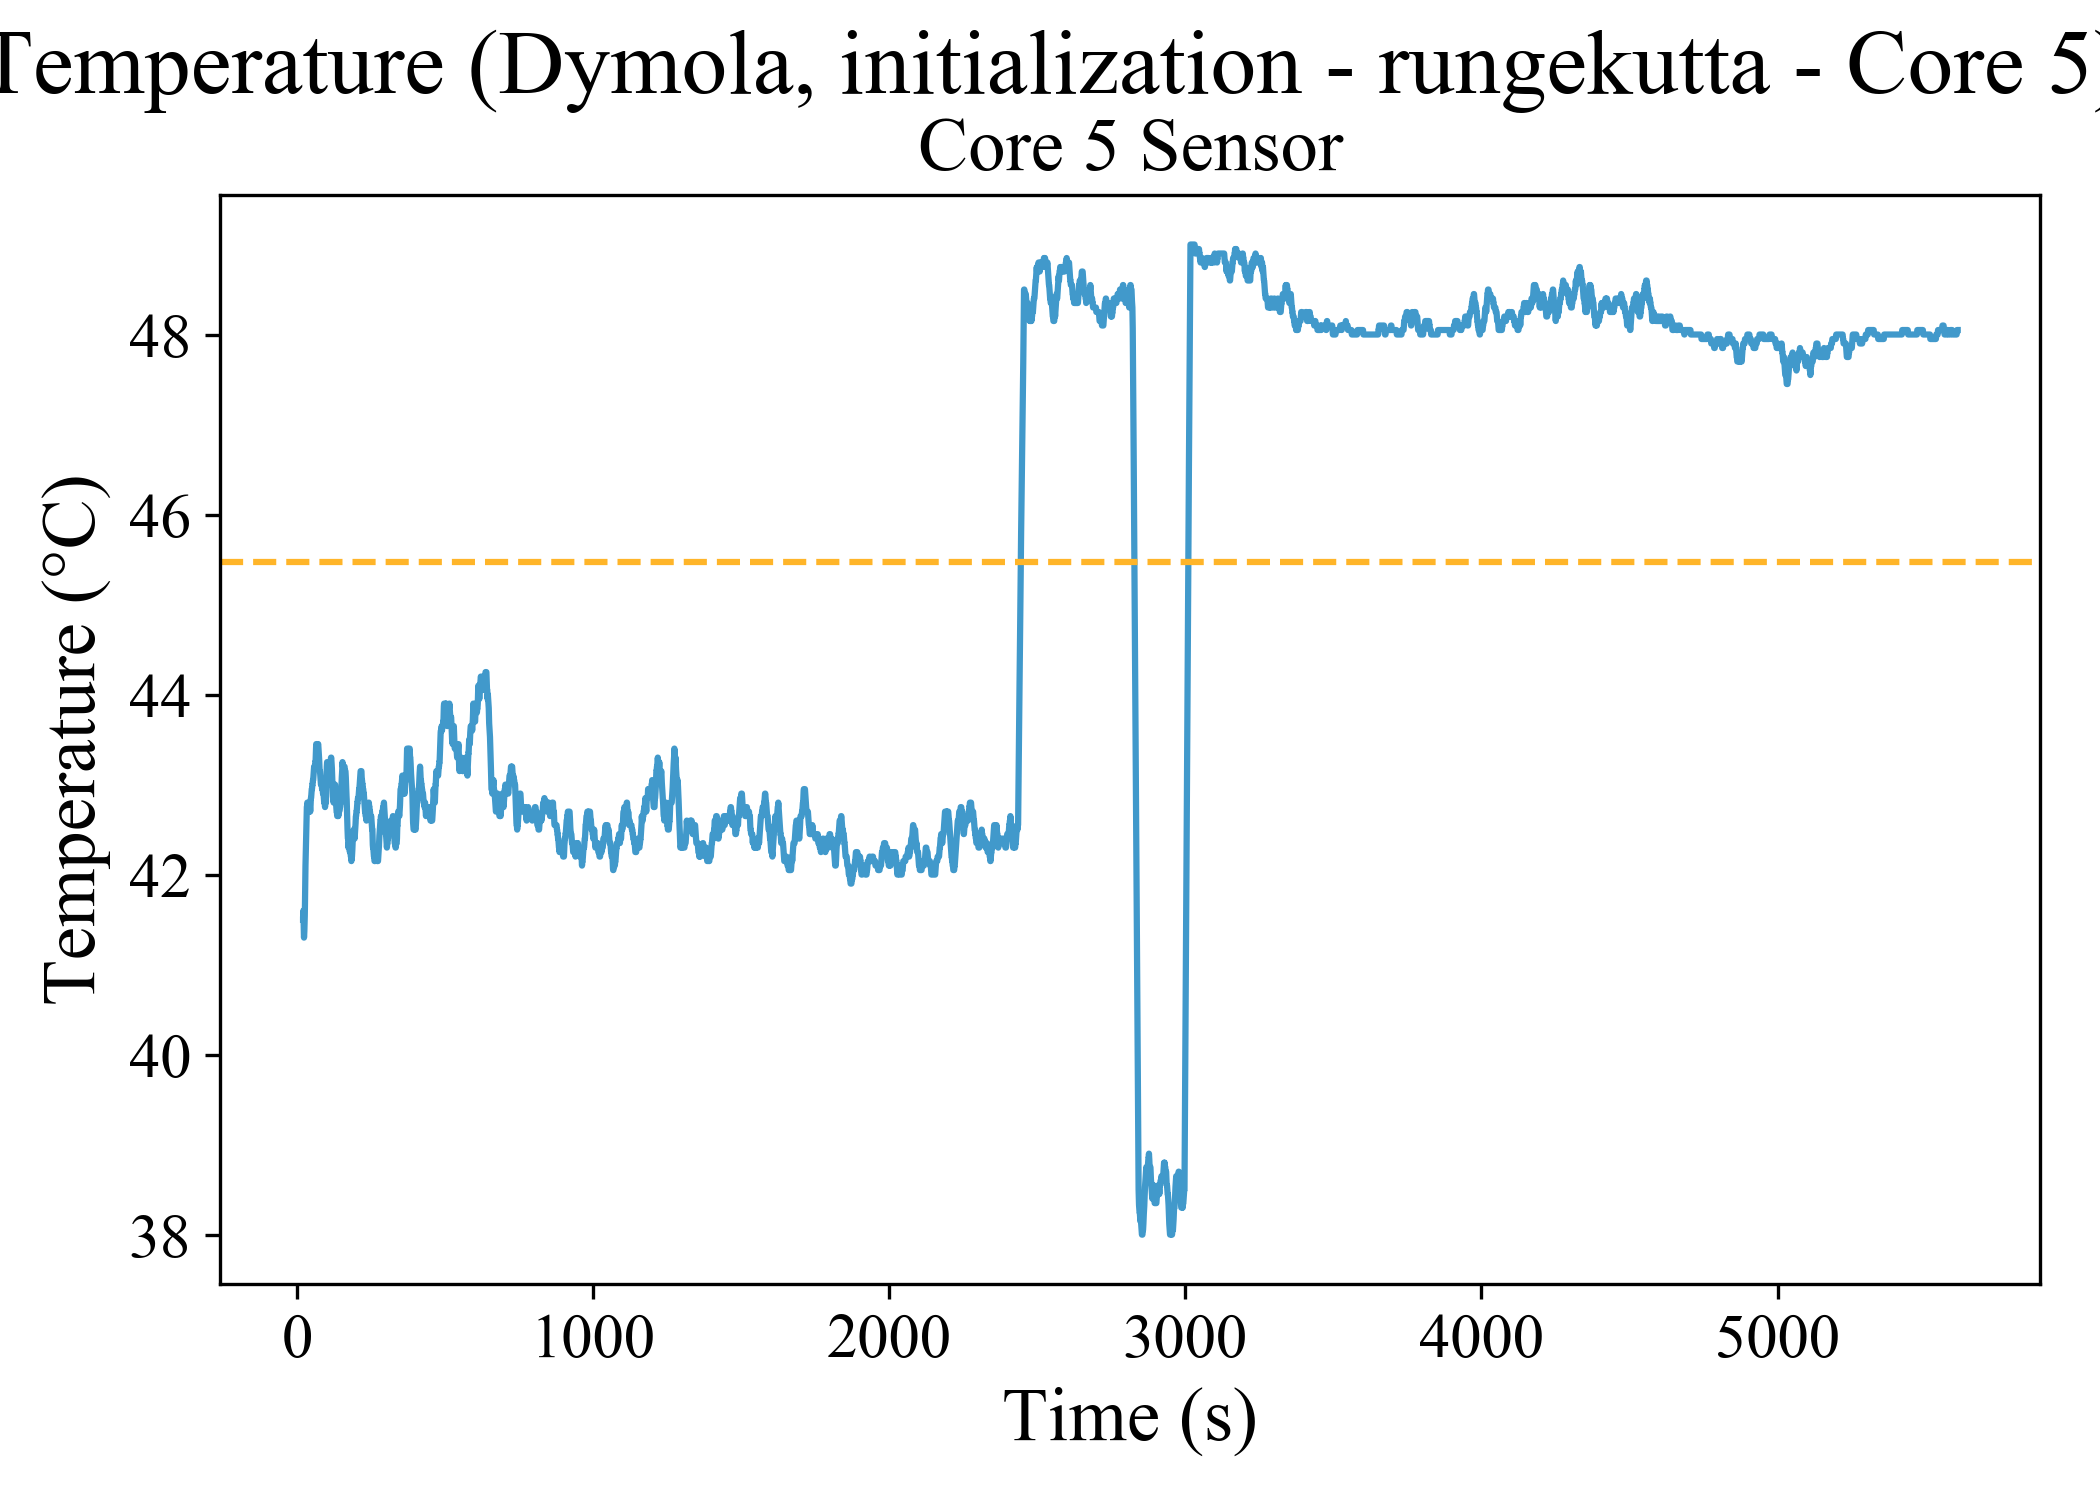 Temperature (Dymola, initialization - rungekutta - Core 5)
Core 5 Sensor
Temperature (°C)
48
46
44
42
40
38
0 1000 2000 3000 4000 5000
Time (s)